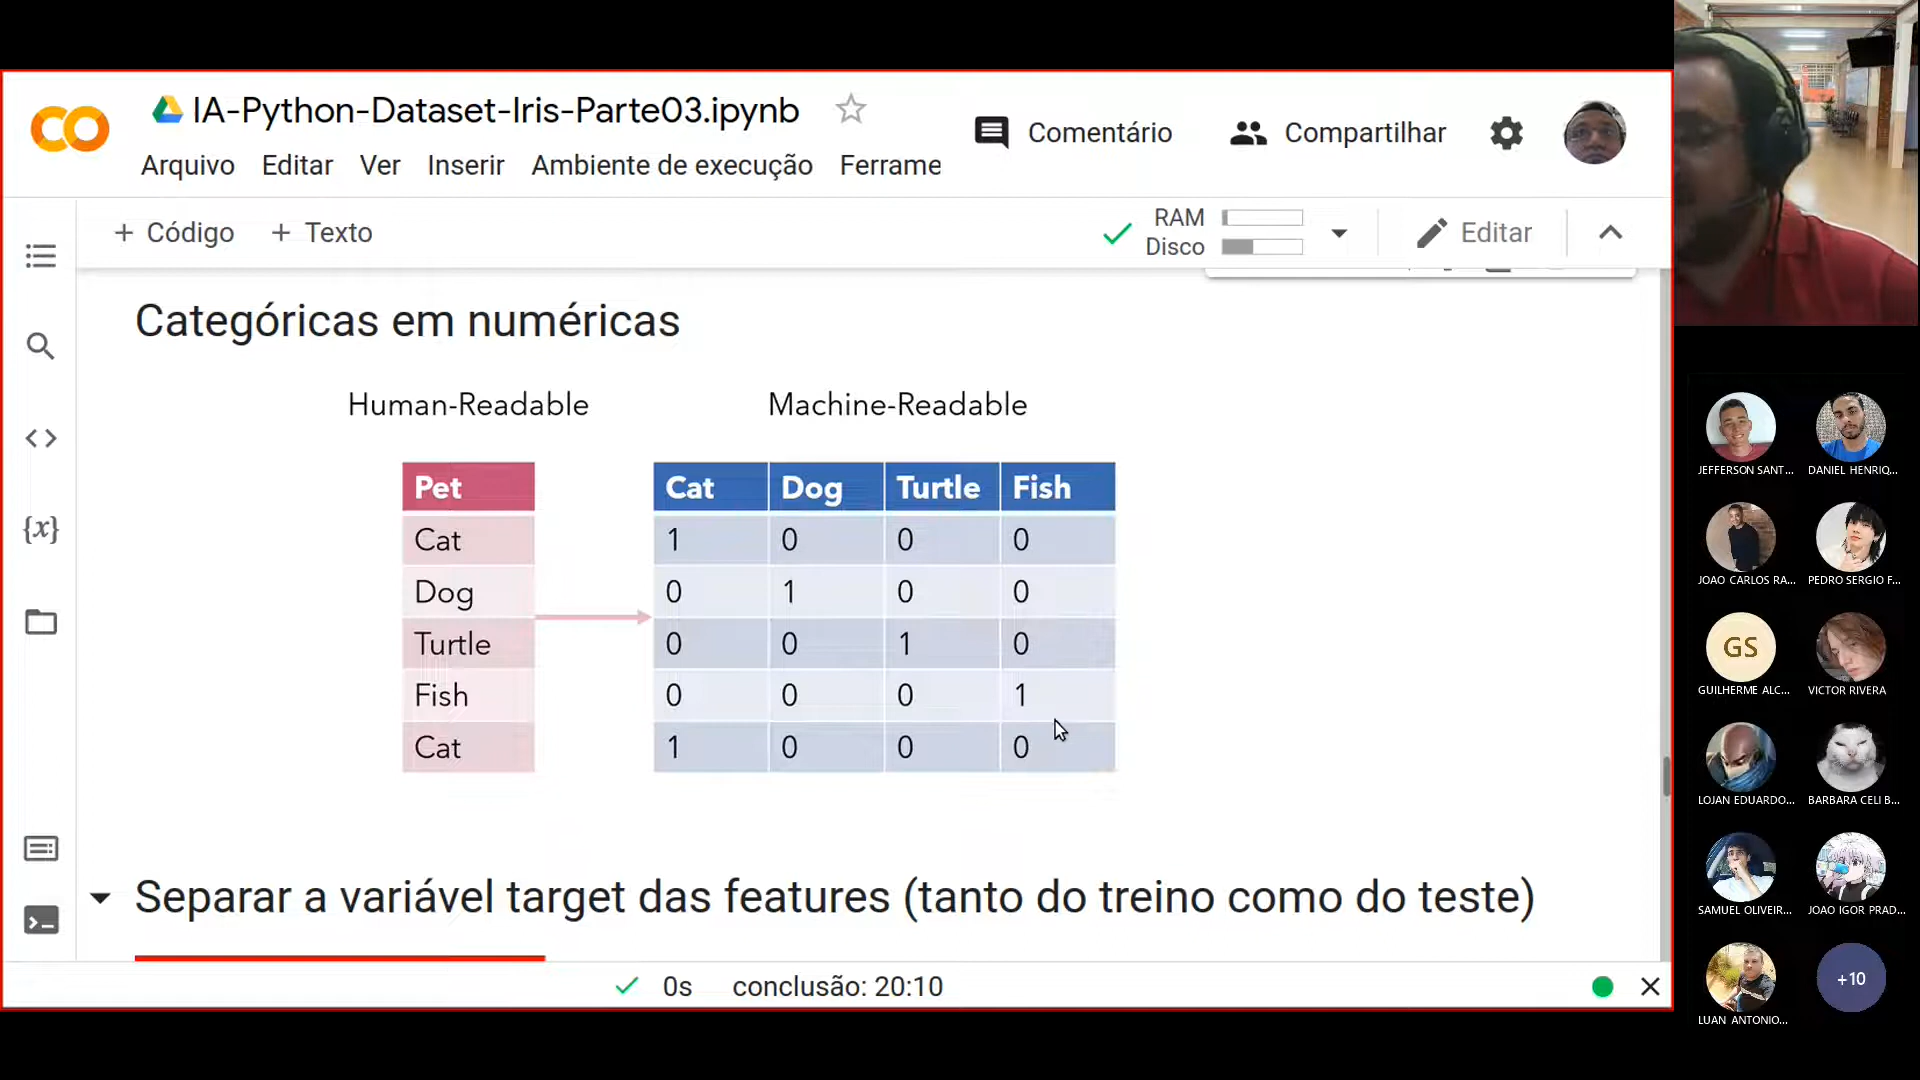 IA-Python-Dataset-Iris-Parte03.ipynb
Comentário
Compartilhar
Arquivo Editar Ver Inserir Ambiente de execução Ferrame
+ Código + Texto
RAM
Disco
Editar
Categóricas em numéricas
Human-Readable Machine-Readable
Pet Cat Dog Turtle Fish
Cat 1 0 0 0
Dog 0 1 0 0
Turtle 0 0 1 0
Fish 0 0 0 1
Cat 1 0 0 0
Separar a variável target das features (tanto do treino como do teste)
0s conclusão: 20:10
JEFFERSON SANT... DANIEL HENRIQ...
JOAO CARLOS RA... PEDRO SERGIO F...
GS
GUILHERME ALC... VICTOR RIVERA
LOJAN EDUARDO... BARBARA CELI B...
SAMUEL OLIVEIR... JOAO IGOR PRAD...
+10
LUAN ANTONIO...